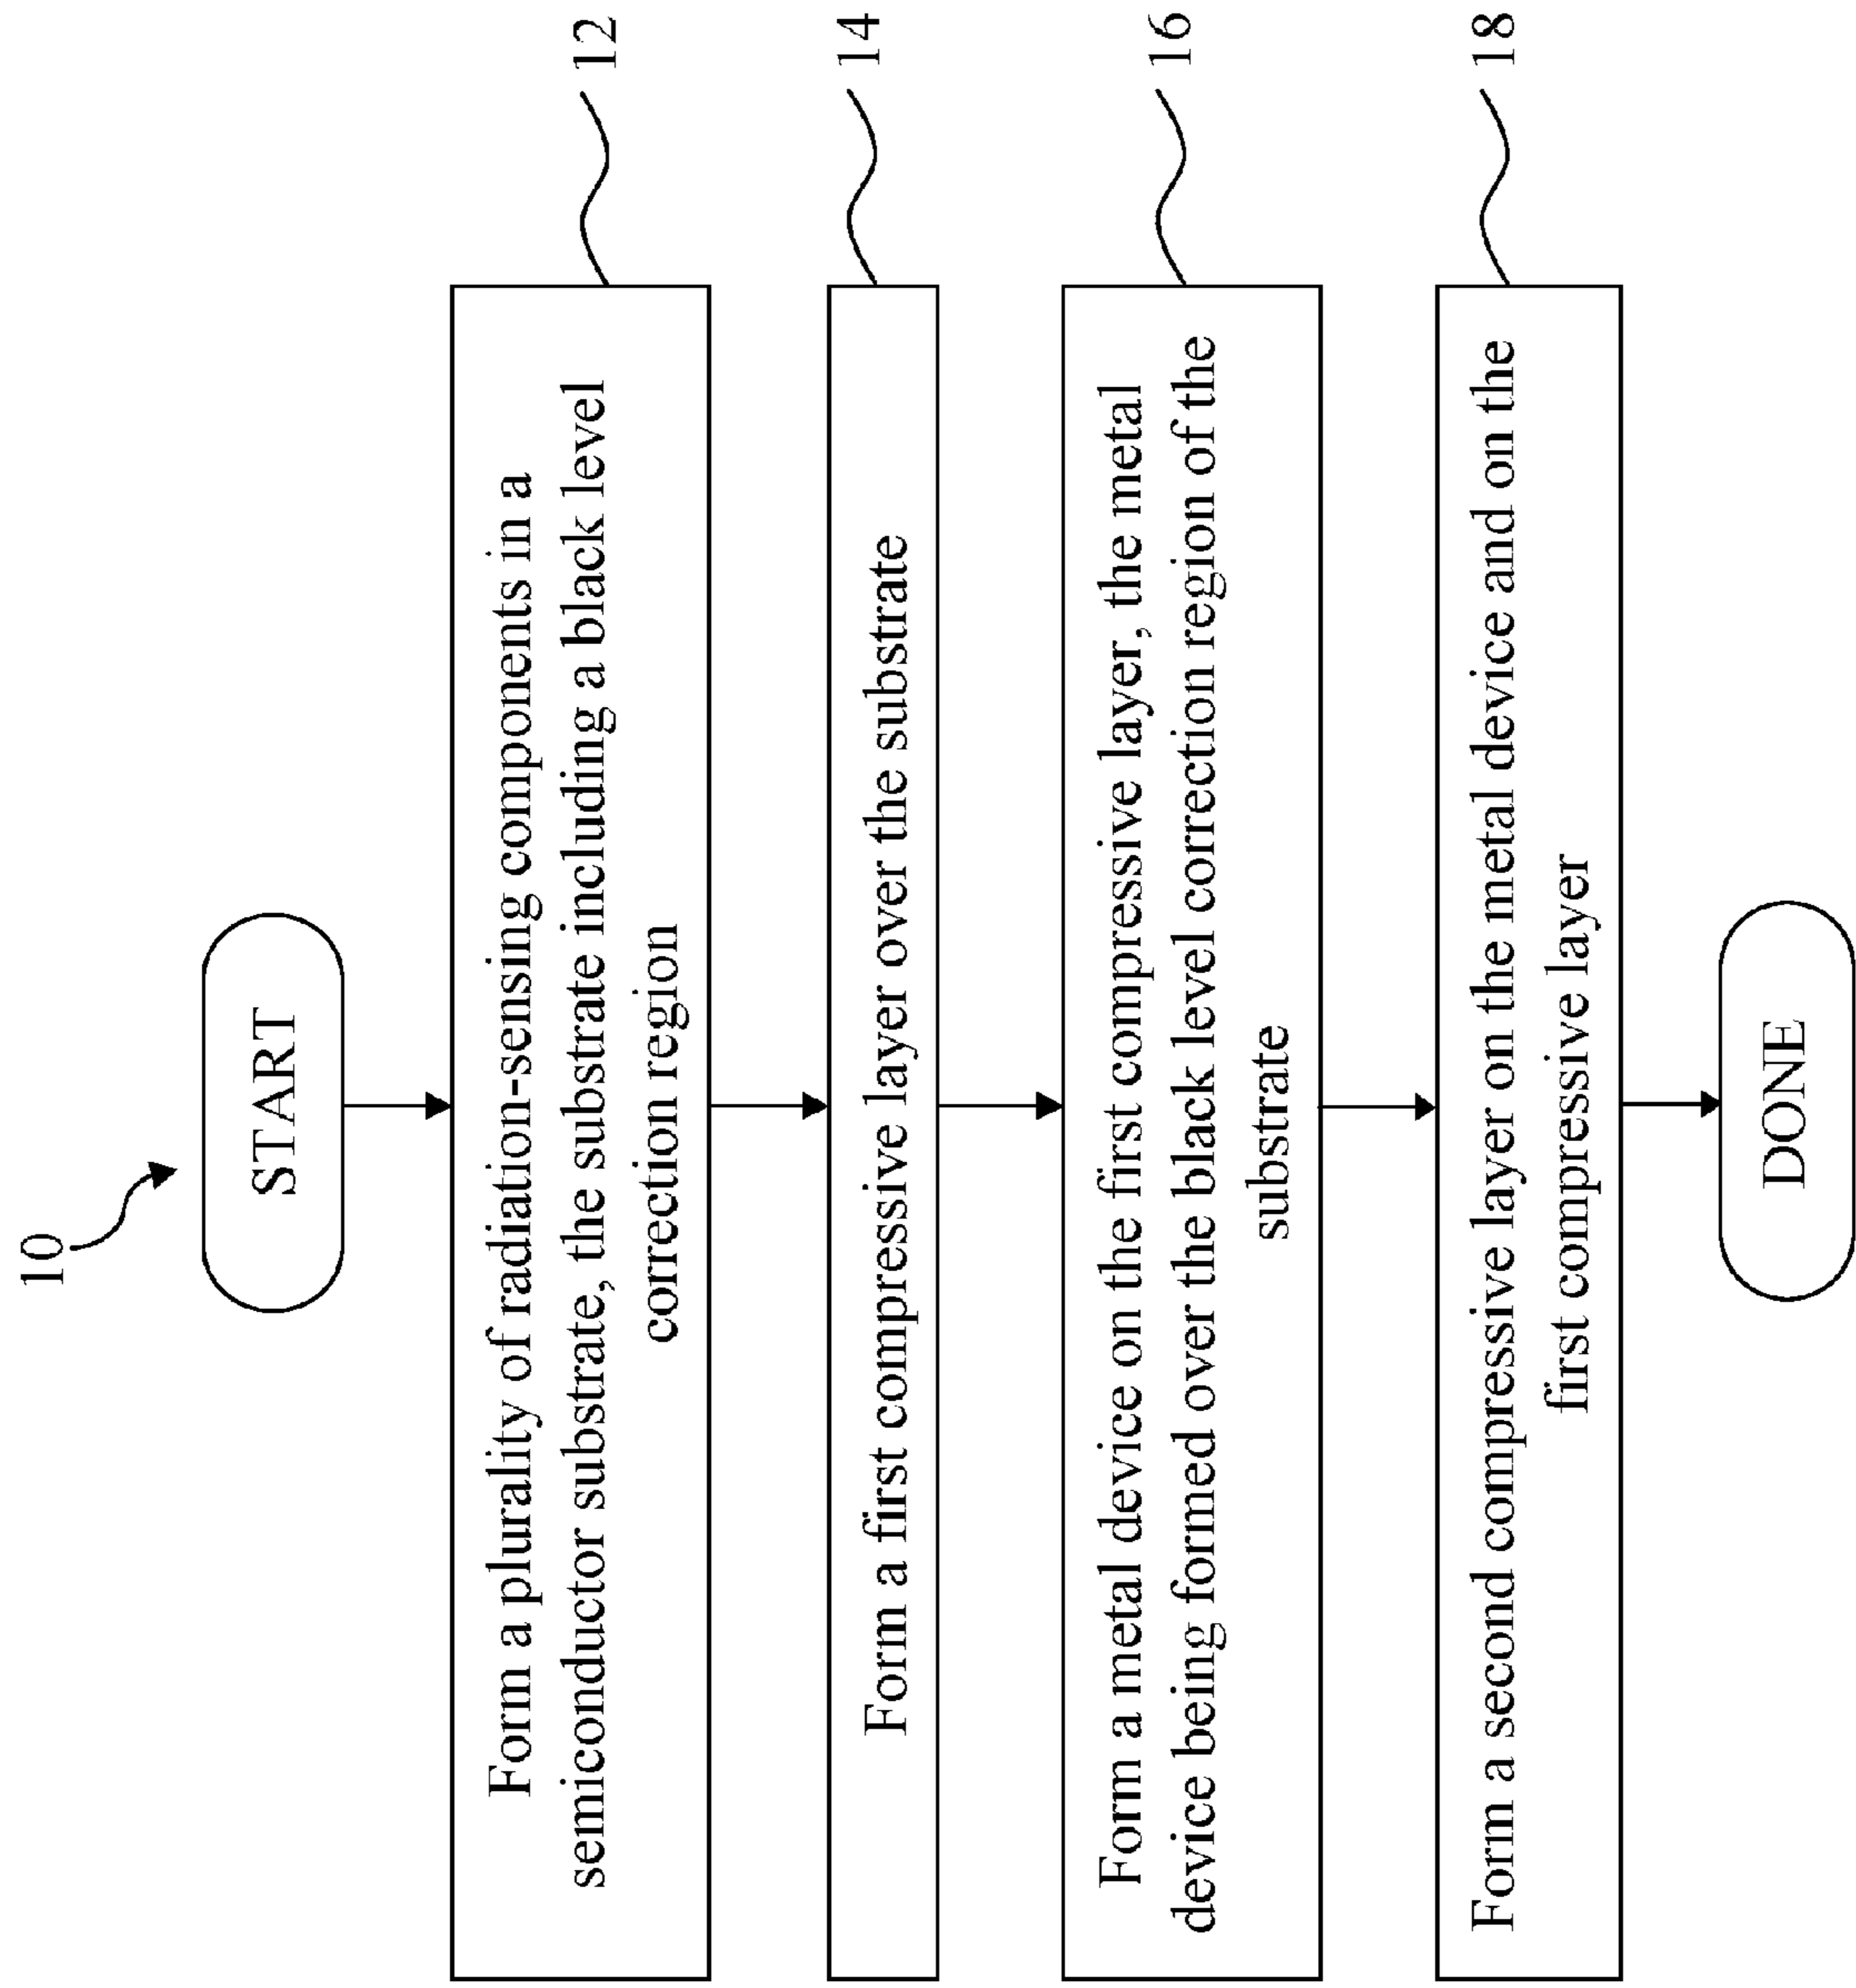 10
START
Form a plurality of radiation-sensing components in a
semiconductor substrate, the substrate including a black level
correction region
12
Form a first compressive layer over the substrate
14
Form a metal device on the first compressive layer, the metal
device being formed over the black level correction region of the
substrate
16
Form a second compressive layer on the metal device and on the
first compressive layer
18
DONE